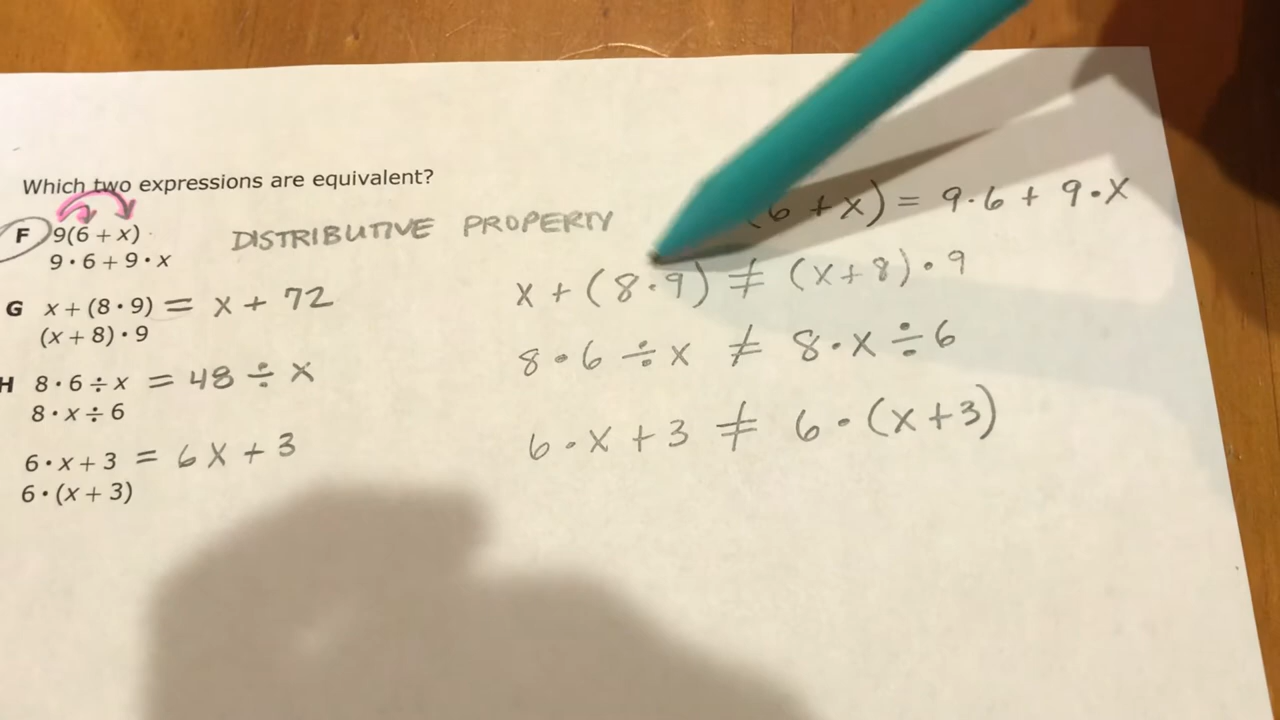 Which two expressions are equivalent?
F 9(6 + x)
9 • 6 + 9 • x
DISTRIBUTIVE PROPERTY
(6 + x) = 9·6 + 9·x
G x + (8 • 9) = x + 72
(x + 8) • 9
x + (8·9) ≠ (x+8)·9
H 8 • 6 ÷ x = 48 ÷ x
8 • x ÷ 6
8·6 ÷ x ≠ 8·x ÷ 6
6 • x + 3 = 6x + 3
6 • (x + 3)
6·x + 3 ≠ 6·(x+3)